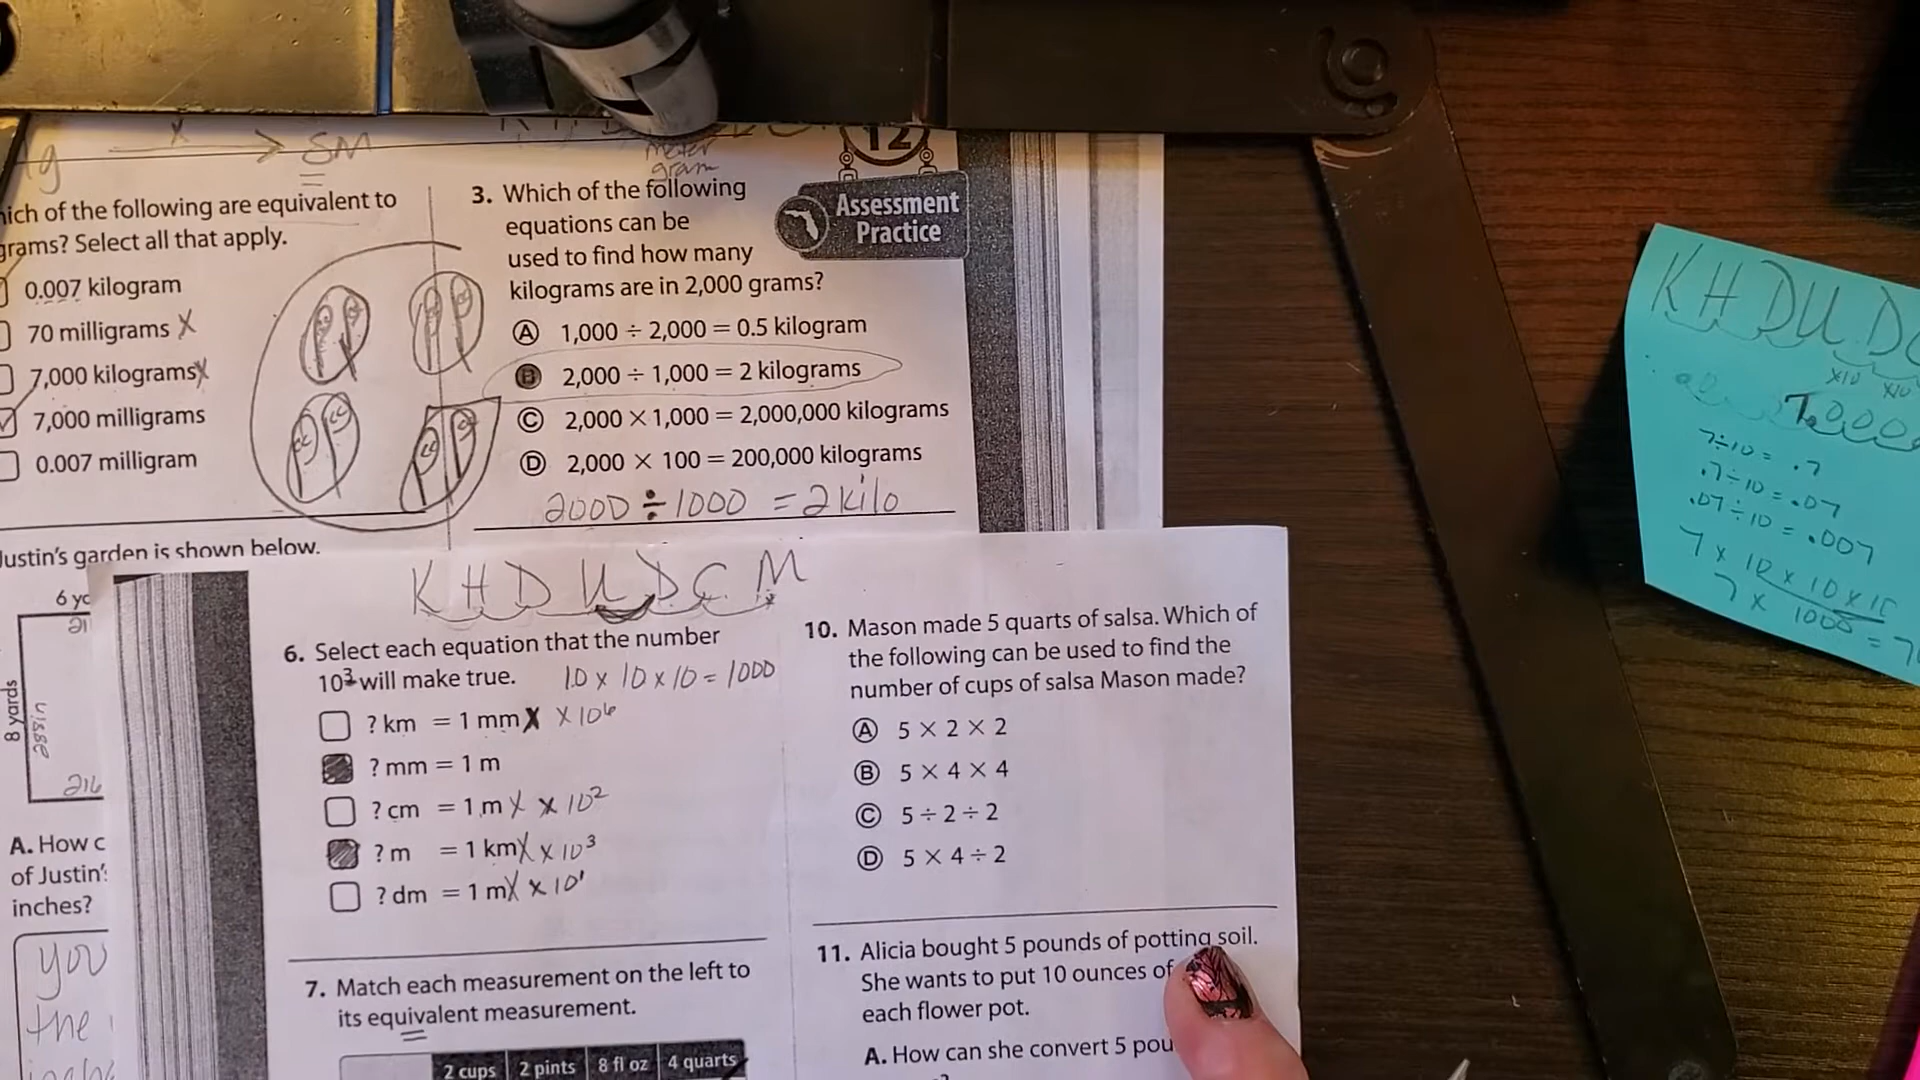 g x > SM
meter
gram
12
Assessment
Practice
hich of the following are equivalent to
grams? Select all that apply.
0.007 kilogram
70 milligrams X
7,000 kilograms X
7,000 milligrams
0.007 milligram
3. Which of the following
equations can be
used to find how many
kilograms are in 2,000 grams?
A 1,000 ÷ 2,000 = 0.5 kilogram
B 2,000 ÷ 1,000 = 2 kilograms
C 2,000 × 1,000 = 2,000,000 kilograms
D 2,000 × 100 = 200,000 kilograms
2000 ÷ 1000 = 2 kilo
Justin's garden is shown below.
6 yd
8 yards
216
A. How c
of Justin's
inches?
you
the
K H D U D C M
6. Select each equation that the number
10³ will make true. 10 x 10 x 10 = 1000
? km = 1 mm X x 10⁶
? mm = 1 m
? cm = 1 m X x 10²
? m = 1 km X x 10³
? dm = 1 m X x 10¹
7. Match each measurement on the left to
its equivalent measurement.
2 cups 2 pints 8 fl oz 4 quarts
10. Mason made 5 quarts of salsa. Which of
the following can be used to find the
number of cups of salsa Mason made?
A 5 × 2 × 2
B 5 × 4 × 4
C 5 ÷ 2 ÷ 2
D 5 × 4 ÷ 2
11. Alicia bought 5 pounds of potting soil.
She wants to put 10 ounces of
each flower pot.
A. How can she convert 5 pou
K H D U D C
x10 x10
7.000
7 ÷ 10 = .7
.7 ÷ 10 = .07
.07 ÷ 10 = .007
7 x 10 x 10 x 10
7 x 1000 = 7